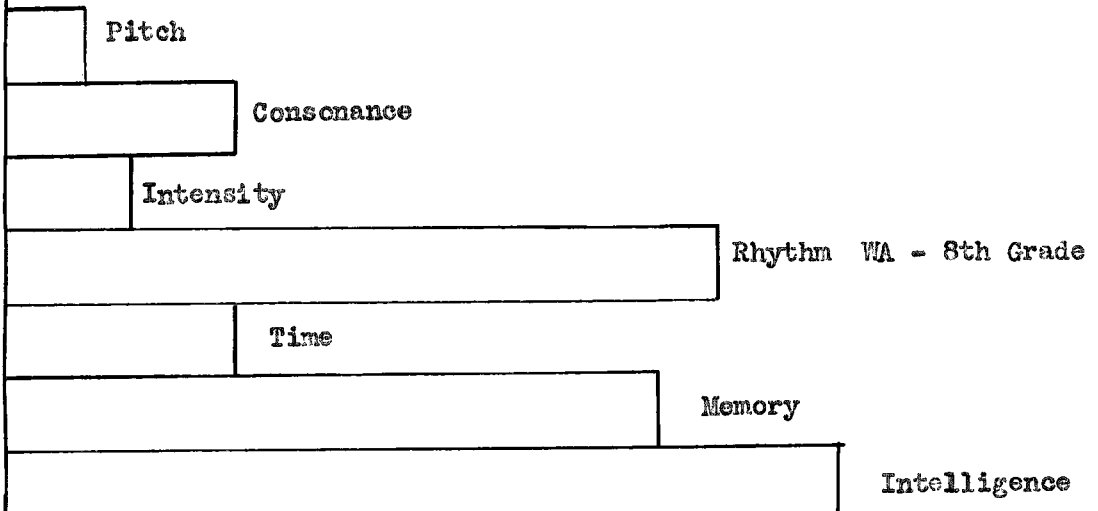 Pitch
Consonance
Intensity
Rhythm WA - 8th Grade
Time
Memory
Intelligence